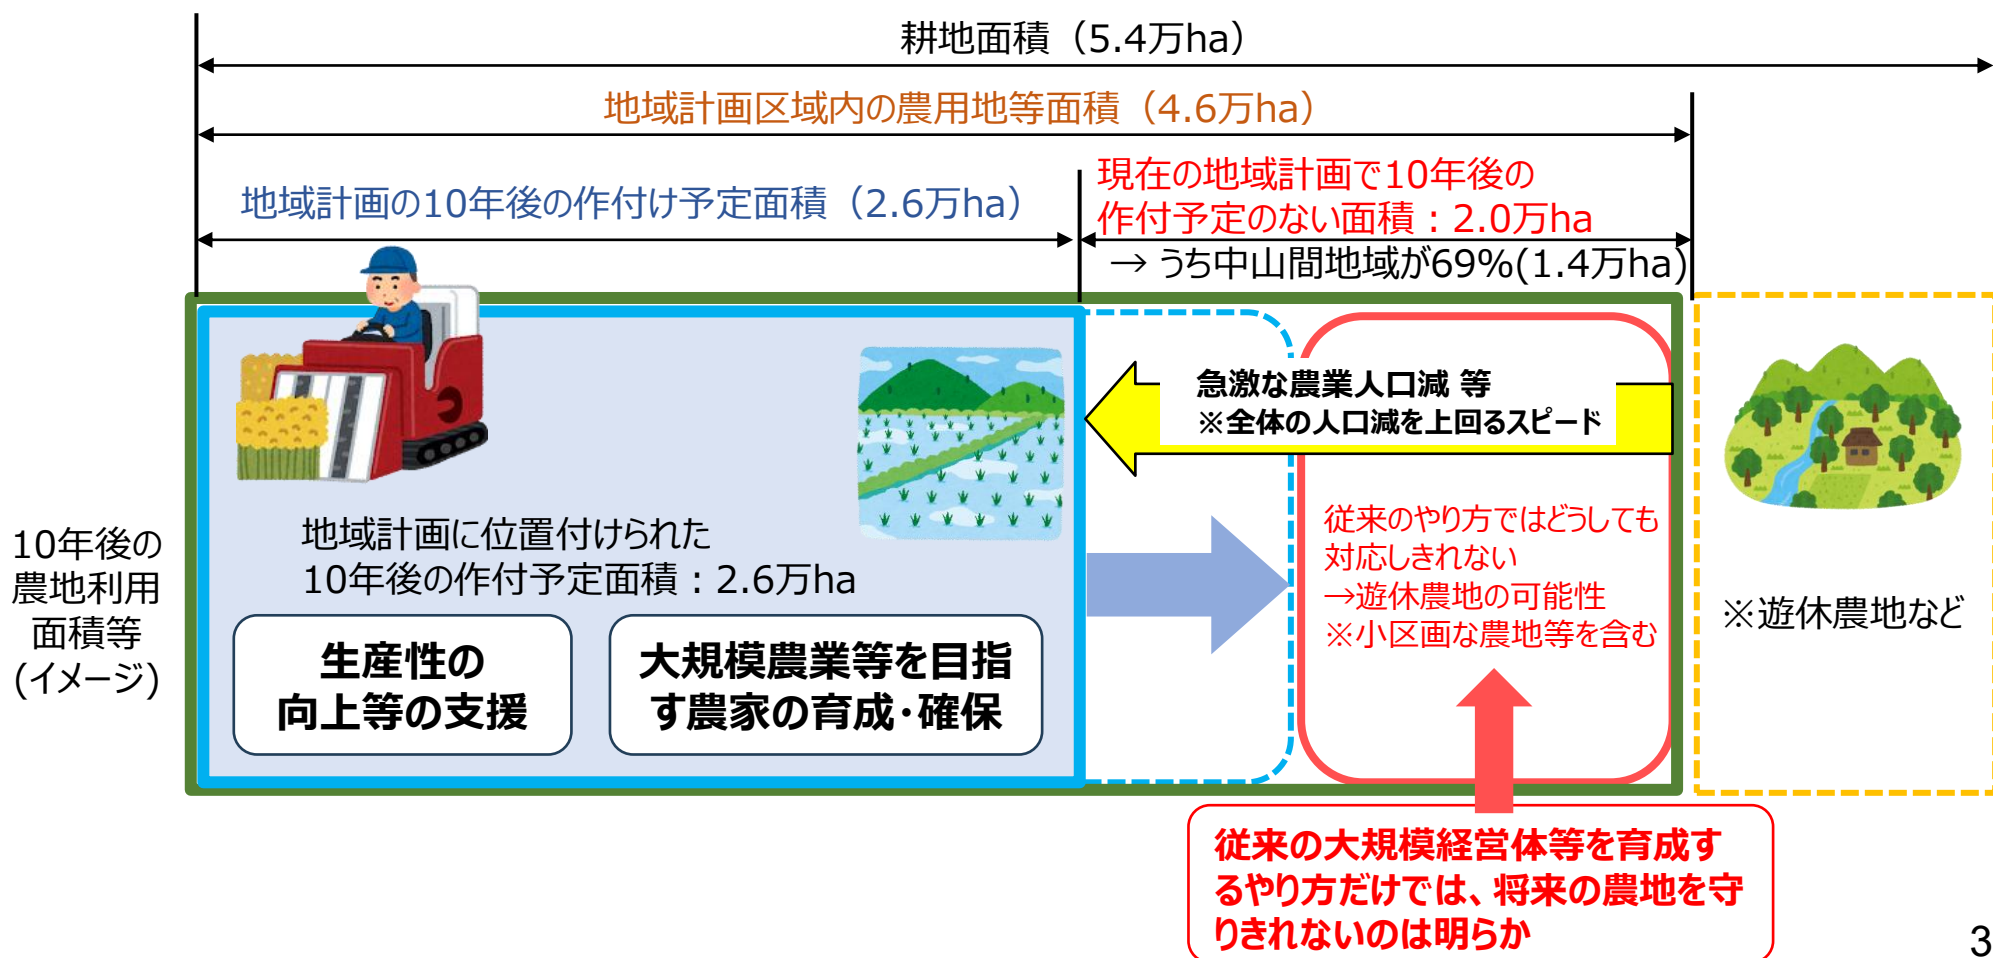 耕地面積（5.4万ha）
地域計画区域内の農用地等面積（4.6万ha）
地域計画の10年後の作付け予定面積（2.6万ha）
現在の地域計画で10年後の
作付予定のない面積：2.0万ha
→ うち中山間地域が69%(1.4万ha)
急激な農業人口減 等
※全体の人口減を上回るスピード
10年後の
農地利用
面積等
(イメージ)
地域計画に位置付けられた
10年後の作付予定面積：2.6万ha
生産性の
向上等の支援
大規模農業等を目指
す農家の育成・確保
従来のやり方ではどうしても
対応しきれない
→遊休農地の可能性
※小区画な農地等を含む
※遊休農地など
従来の大規模経営体等を育成す
るやり方だけでは、将来の農地を守
りきれないのは明らか
3